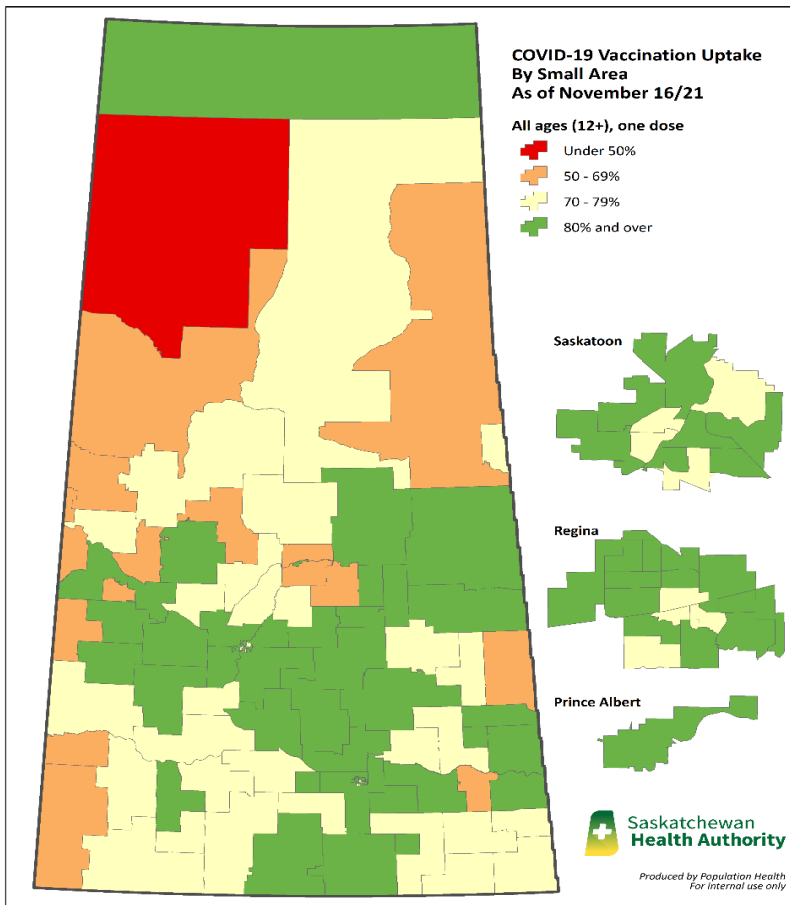 COVID-19 Vaccination Uptake
By Small Area
As of November 16/21
All ages (12+), one dose
Under 50%
50 - 69%
70 - 79%
80% and over
Saskatoon
Regina
Prince Albert
Saskatchewan
Health Authority
Produced by Population Health
For internal use only